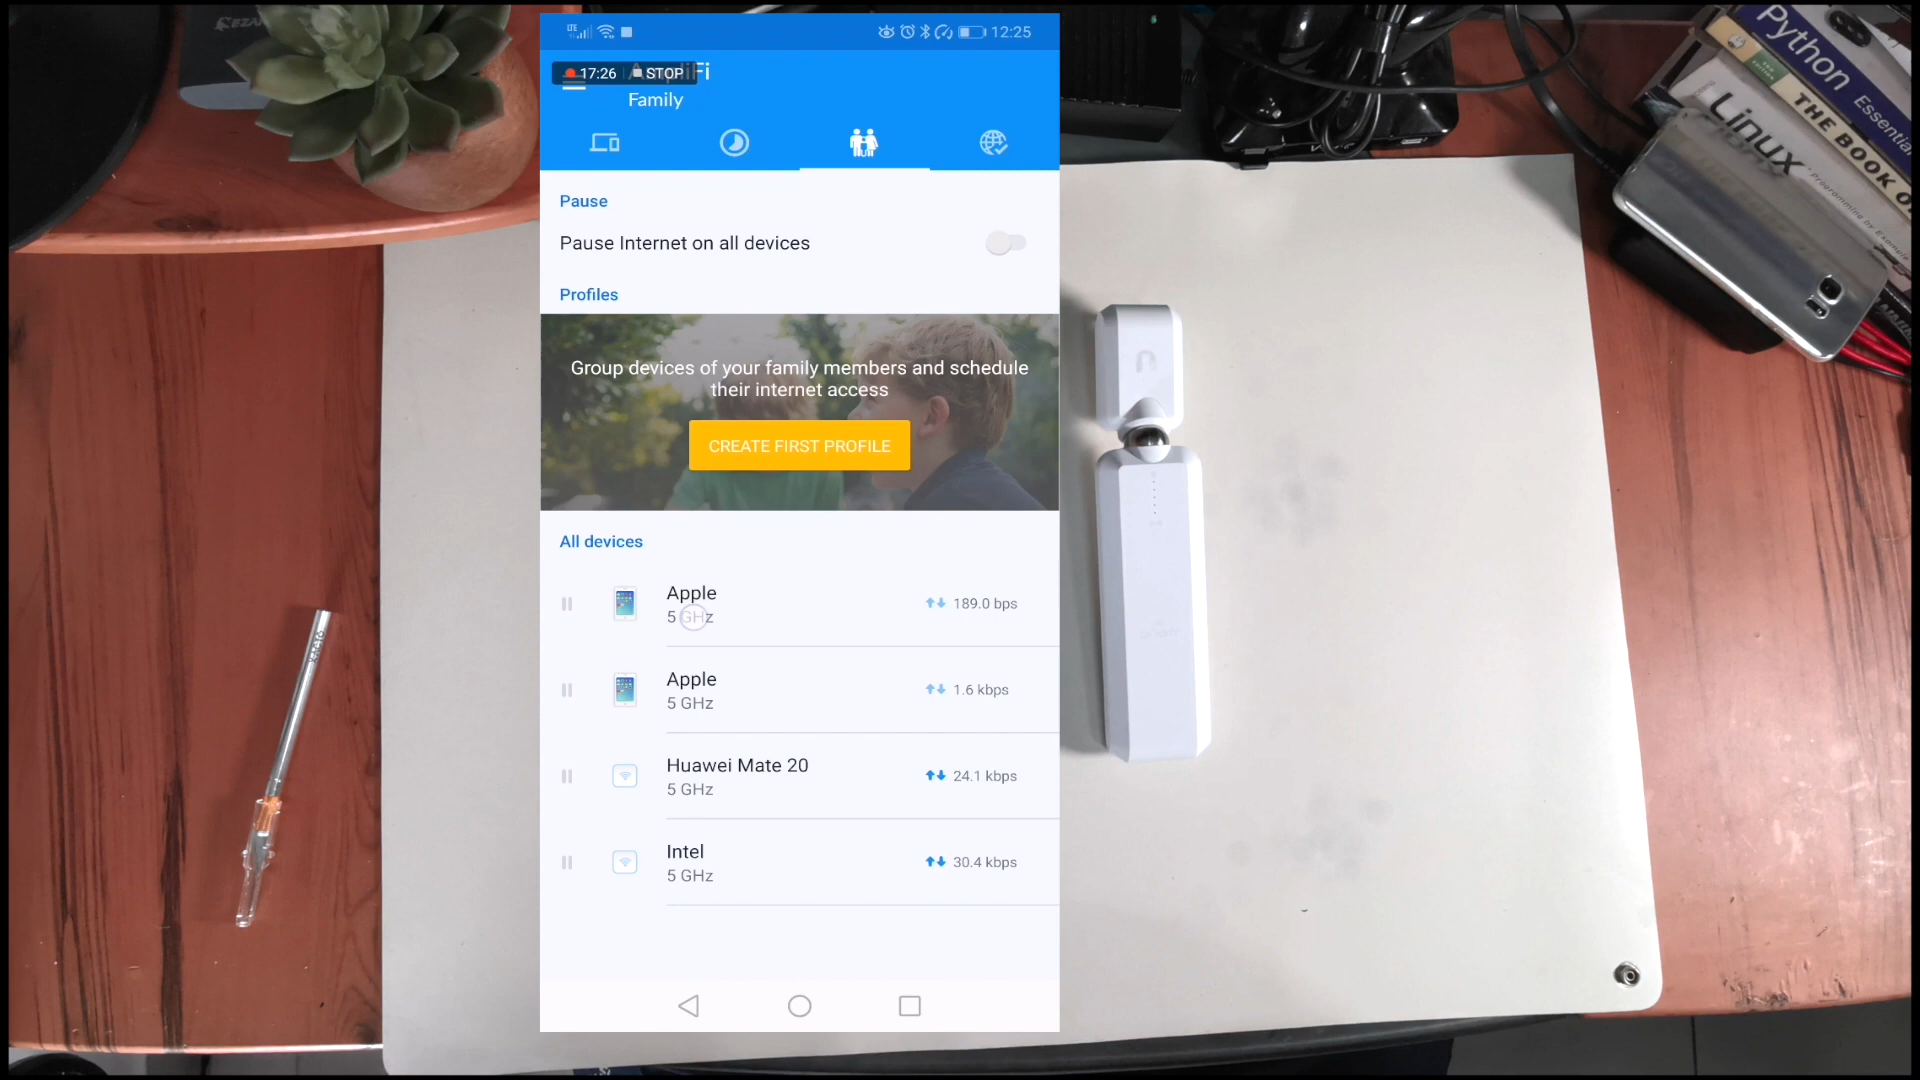 12:25
17:26
STOP
Family
Pause
Pause Internet on all devices
Profiles
Group devices of your family members and schedule
their internet access
CREATE FIRST PROFILE
All devices
Apple
5 GHz
189.0 bps
Apple
5 GHz
1.6 kbps
Huawei Mate 20
5 GHz
24.1 kbps
Intel
5 GHz
30.4 kbps
Python
Linux
THE BOOK
Programming by Example